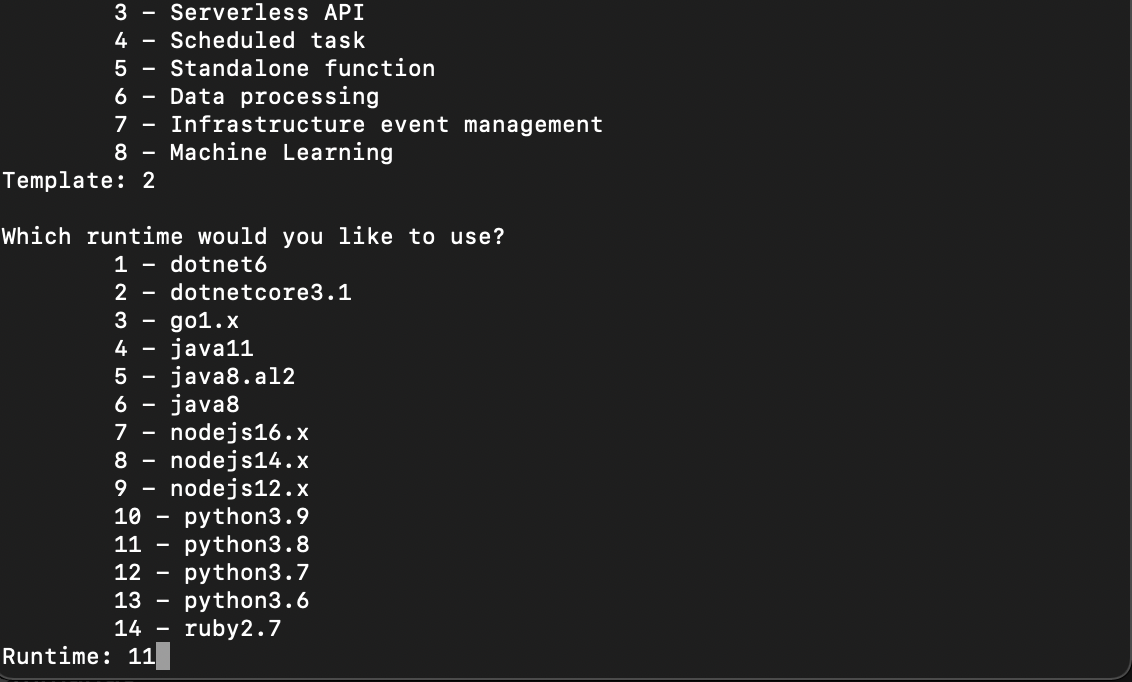 3 – Serverless API
4 – Scheduled task
5 – Standalone function
6 – Data processing
7 – Infrastructure event management
8 – Machine Learning
Template: 2
Which runtime would you like to use?
1 – dotnet6
2 – dotnetcore3.1
3 – go1.x
4 – java11
5 – java8.al2
6 – java8
7 – nodejs16.x
8 – nodejs14.x
9 – nodejs12.x
10 – python3.9
11 – python3.8
12 – python3.7
13 – python3.6
14 – ruby2.7
Runtime: 11